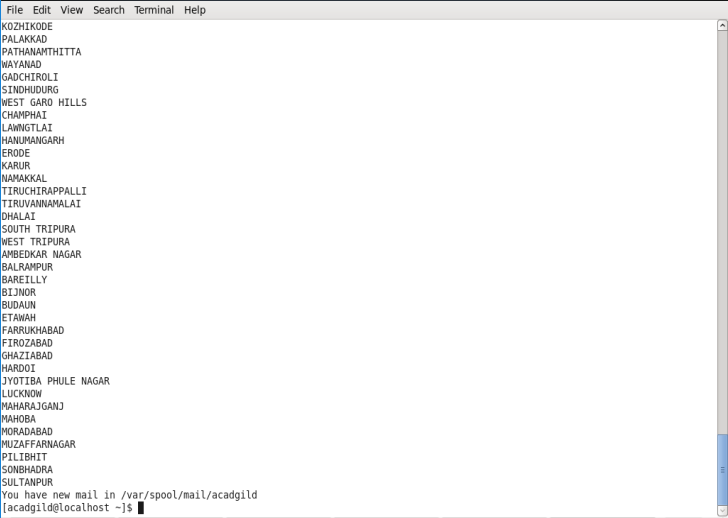 File Edit View Search Terminal Help
KOZHIKODE
PALAKKAD
PATHANAMTHITTA
WAYANAD
GADCHIROLI
SINDHUDURG
WEST GARO HILLS
CHAMPHAI
LAWNGTLAI
HANUMANGARH
ERODE
KARUR
NAMAKKAL
TIRUCHIRAPPALLI
TIRUVANNAMALAI
DHALAI
SOUTH TRIPURA
WEST TRIPURA
AMBEDKAR NAGAR
BALRAMPUR
BAREILLY
BIJNOR
BUDAUN
ETAWAH
FARRUKHABAD
FIROZABAD
GHAZIABAD
HARDOI
JYOTIBA PHULE NAGAR
LUCKNOW
MAHARAJGANJ
MAHOBA
MORADABAD
MUZAFFARNAGAR
PILIBHIT
SONBHADRA
SULTANPUR
You have new mail in /var/spool/mail/acadgild
[acadgild@localhost ~]$